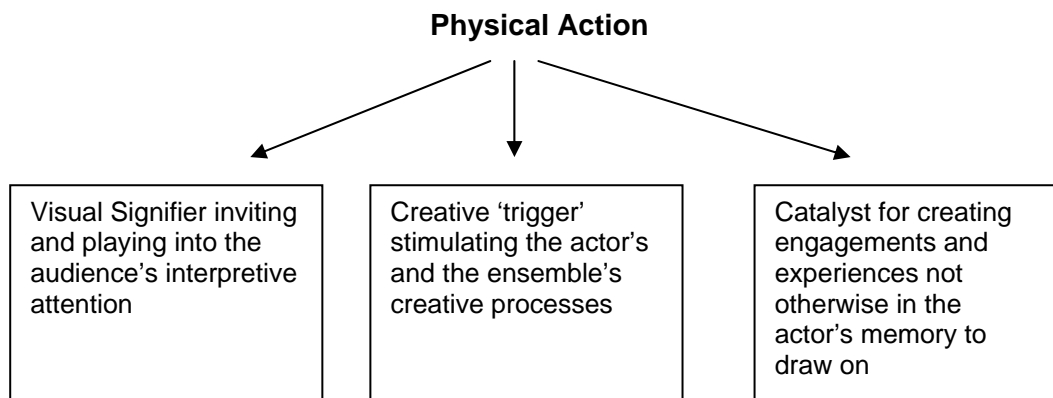 Physical Action
Visual Signifier inviting
and playing into the
audience’s interpretive
attention
Creative ‘trigger’
stimulating the actor’s
and the ensemble’s
creative processes
Catalyst for creating
engagements and
experiences not
otherwise in the
actor’s memory to
draw on